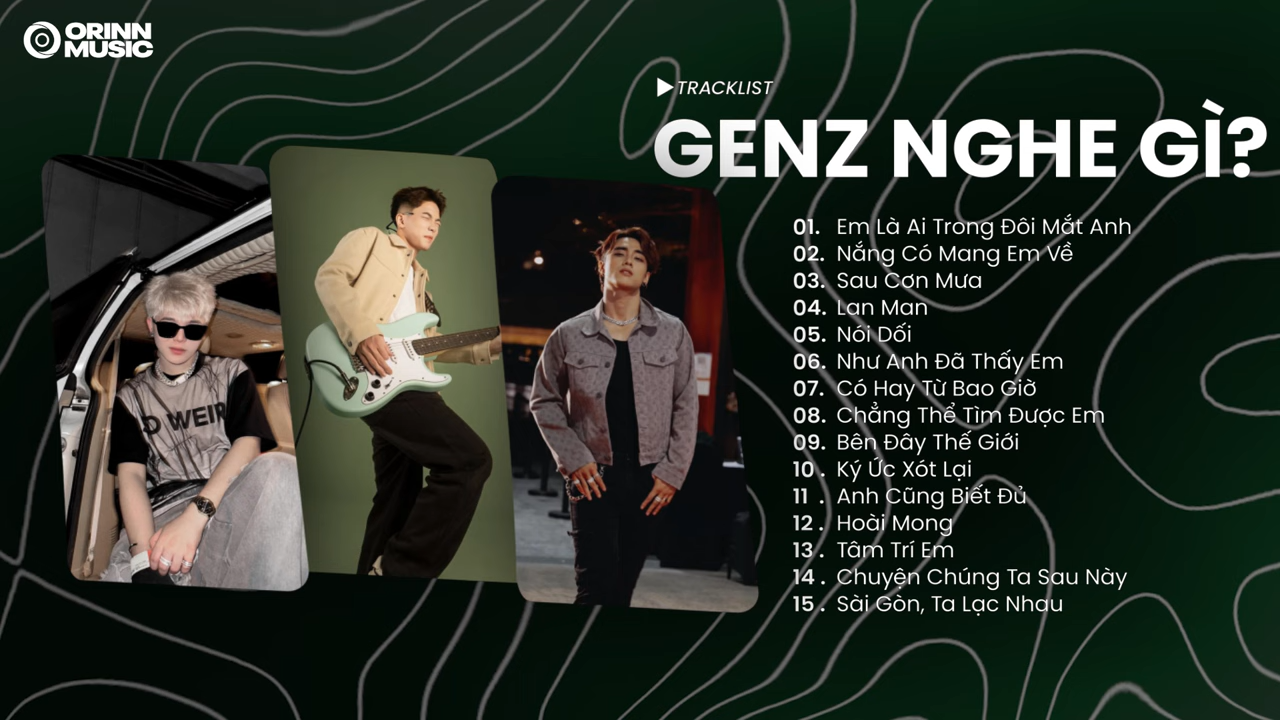 ORINN
MUSIC
TRACKLIST
GENZ NGHE GÌ?
01. Em Là Ai Trong Đôi Mắt Anh
02. Nắng Có Mang Em Về
03. Sau Cơn Mưa
04. Lan Man
05. Nói Dối
06. Như Anh Đã Thấy Em
07. Có Hay Từ Bao Giờ
08. Chẳng Thể Tìm Được Em
09. Bên Đây Thế Giới
10 . Ký Ức Xót Lại
11 . Anh Cũng Biết Đủ
12 . Hoài Mong
13 . Tâm Trí Em
14 . Chuyện Chúng Ta Sau Này
15 . Sài Gòn, Ta Lạc Nhau